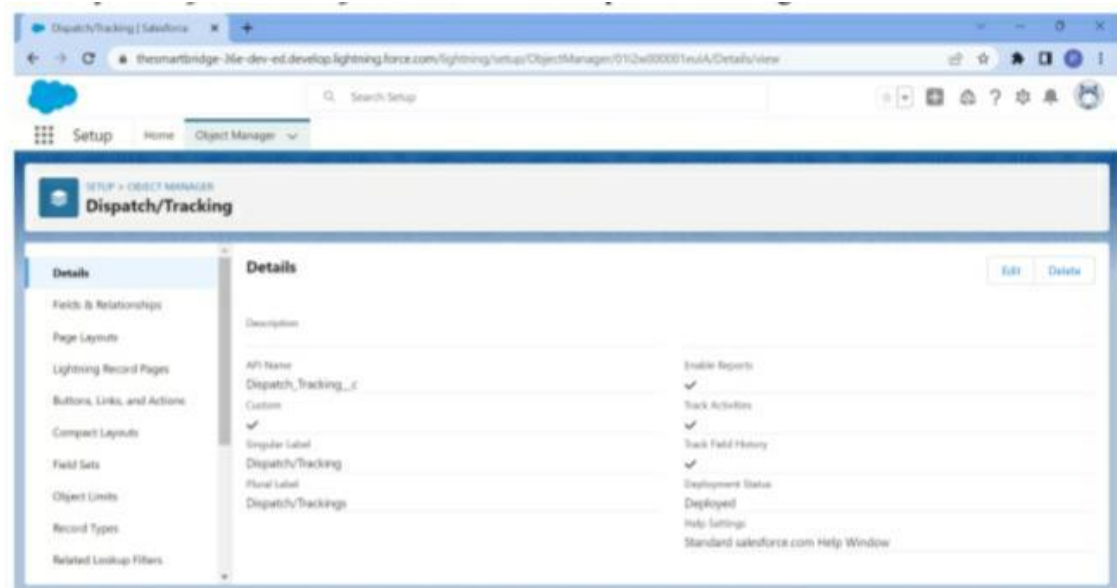 Dispatch/Tracking | Salesforce
thesmartbridge-36e-dev-ed.develop.lightning.force.com/lightning/setup/ObjectManager/
Search Setup
Setup Home Object Manager
SETUP > OBJECT MANAGER
Dispatch/Tracking
Details
Fields & Relationships
Page Layouts
Lightning Record Pages
Buttons, Links, and Actions
Compact Layouts
Field Sets
Object Limits
Record Types
Related Lookup Filters
Details
Edit Delete
Description
API Name
Dispatch_Tracking__c
Custom
Singular Label
Dispatch/Tracking
Plural Label
Dispatch/Trackings
Enable Reports
Track Activities
Track Field History
Deployment Status
Deployed
Help Settings
Standard salesforce.com Help Window